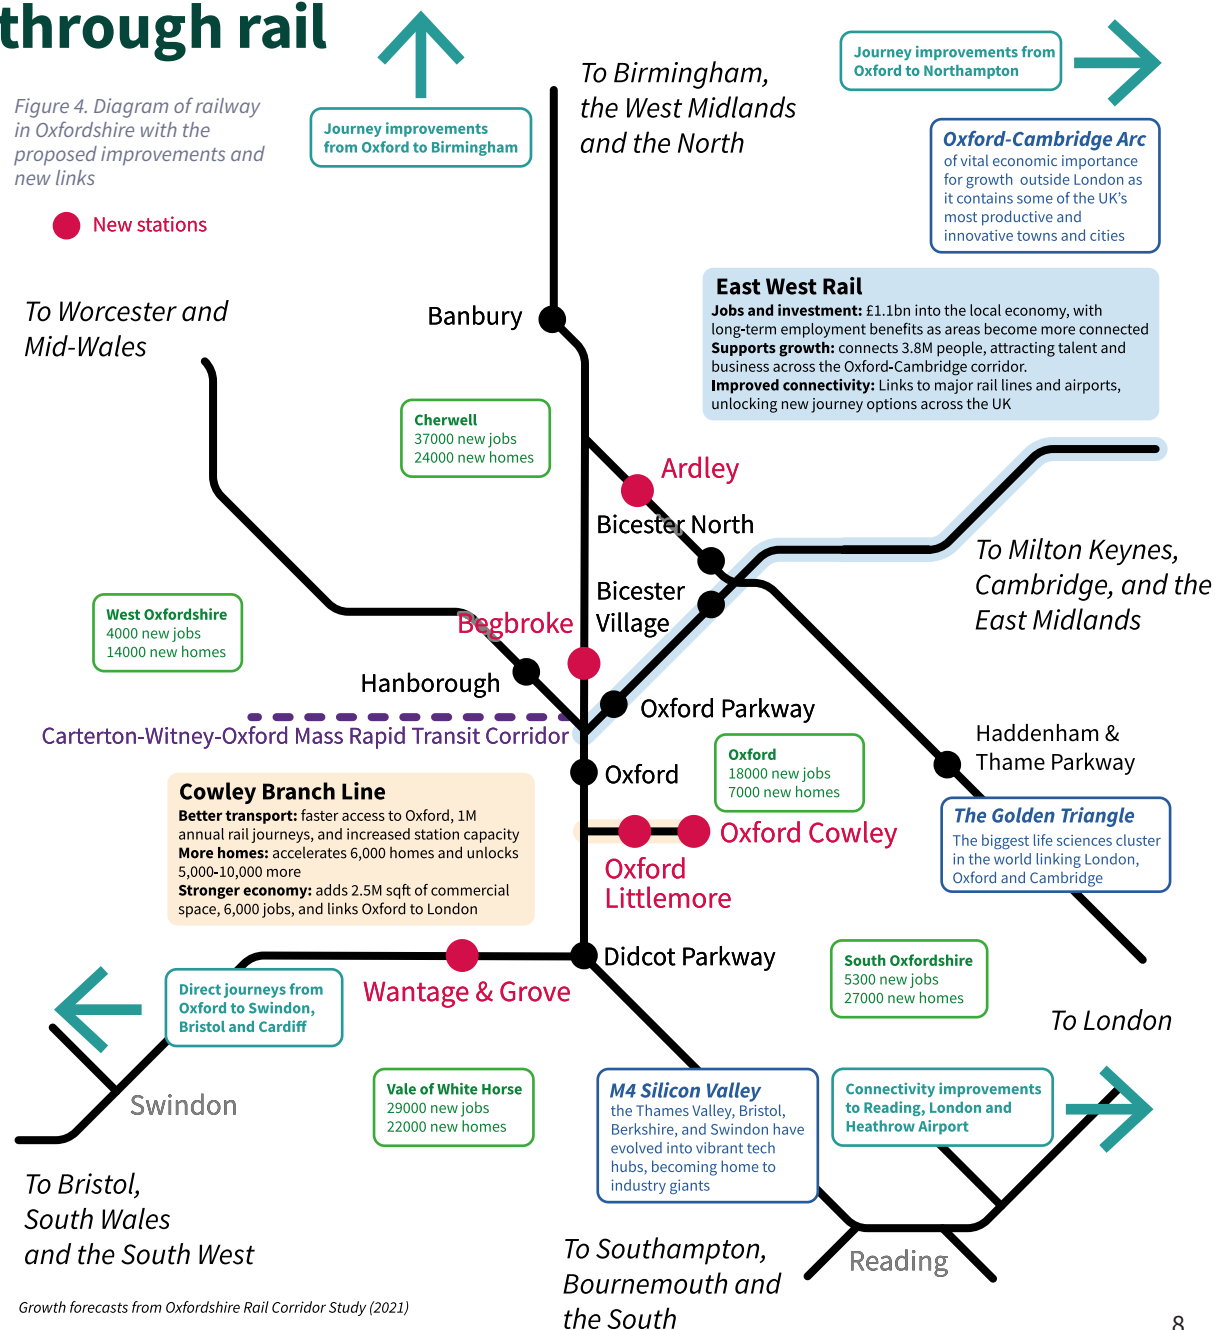 through rail
Figure 4. Diagram of railway
in Oxfordshire with the
proposed improvements and
new links
New stations
Journey improvements
from Oxford to Birmingham
To Birmingham,
the West Midlands
and the North
Journey improvements from
Oxford to Northampton
Oxford-Cambridge Arc
of vital economic importance
for growth outside London as
it contains some of the UK's
most productive and
innovative towns and cities
East West Rail
Jobs and investment: £1.1bn into the local economy, with
long-term employment benefits as areas become more connected
Supports growth: connects 3.8M people, attracting talent and
business across the Oxford-Cambridge corridor.
Improved connectivity: Links to major rail lines and airports,
unlocking new journey options across the UK
To Worcester and
Mid-Wales
Banbury
Cherwell
37000 new jobs
24000 new homes
Ardley
Bicester North
Bicester
Village
To Milton Keynes,
Cambridge, and the
East Midlands
West Oxfordshire
4000 new jobs
14000 new homes
Begbroke
Hanborough
Oxford Parkway
Carterton-Witney-Oxford Mass Rapid Transit Corridor
Haddenham &
Thame Parkway
Oxford
Oxford
18000 new jobs
7000 new homes
Cowley Branch Line
Better transport: faster access to Oxford, 1M
annual rail journeys, and increased station capacity
More homes: accelerates 6,000 homes and unlocks
5,000-10,000 more
Stronger economy: adds 2.5M sqft of commercial
space, 6,000 jobs, and links Oxford to London
Oxford Cowley
Oxford
Littlemore
The Golden Triangle
The biggest life sciences cluster
in the world linking London,
Oxford and Cambridge
Didcot Parkway
Wantage & Grove
South Oxfordshire
5300 new jobs
27000 new homes
Direct journeys from
Oxford to Swindon,
Bristol and Cardiff
To London
Swindon
Vale of White Horse
29000 new jobs
22000 new homes
M4 Silicon Valley
the Thames Valley, Bristol,
Berkshire, and Swindon have
evolved into vibrant tech
hubs, becoming home to
industry giants
Connectivity improvements
to Reading, London and
Heathrow Airport
To Bristol,
South Wales
and the South West
To Southampton,
Bournemouth and
the South
Reading
Growth forecasts from Oxfordshire Rail Corridor Study (2021)
8